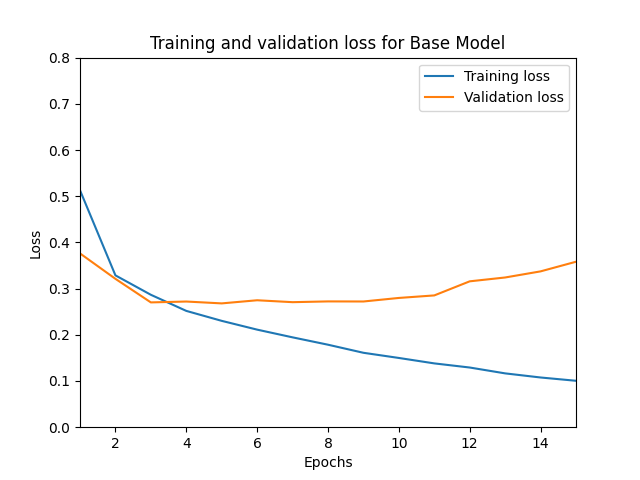 Training and validation loss for Base Model
Training loss
Validation loss
0.8
0.7
0.6
0.5
0.4
0.3
0.2
0.1
0.0
Loss
2 4 6 8 10 12 14
Epochs